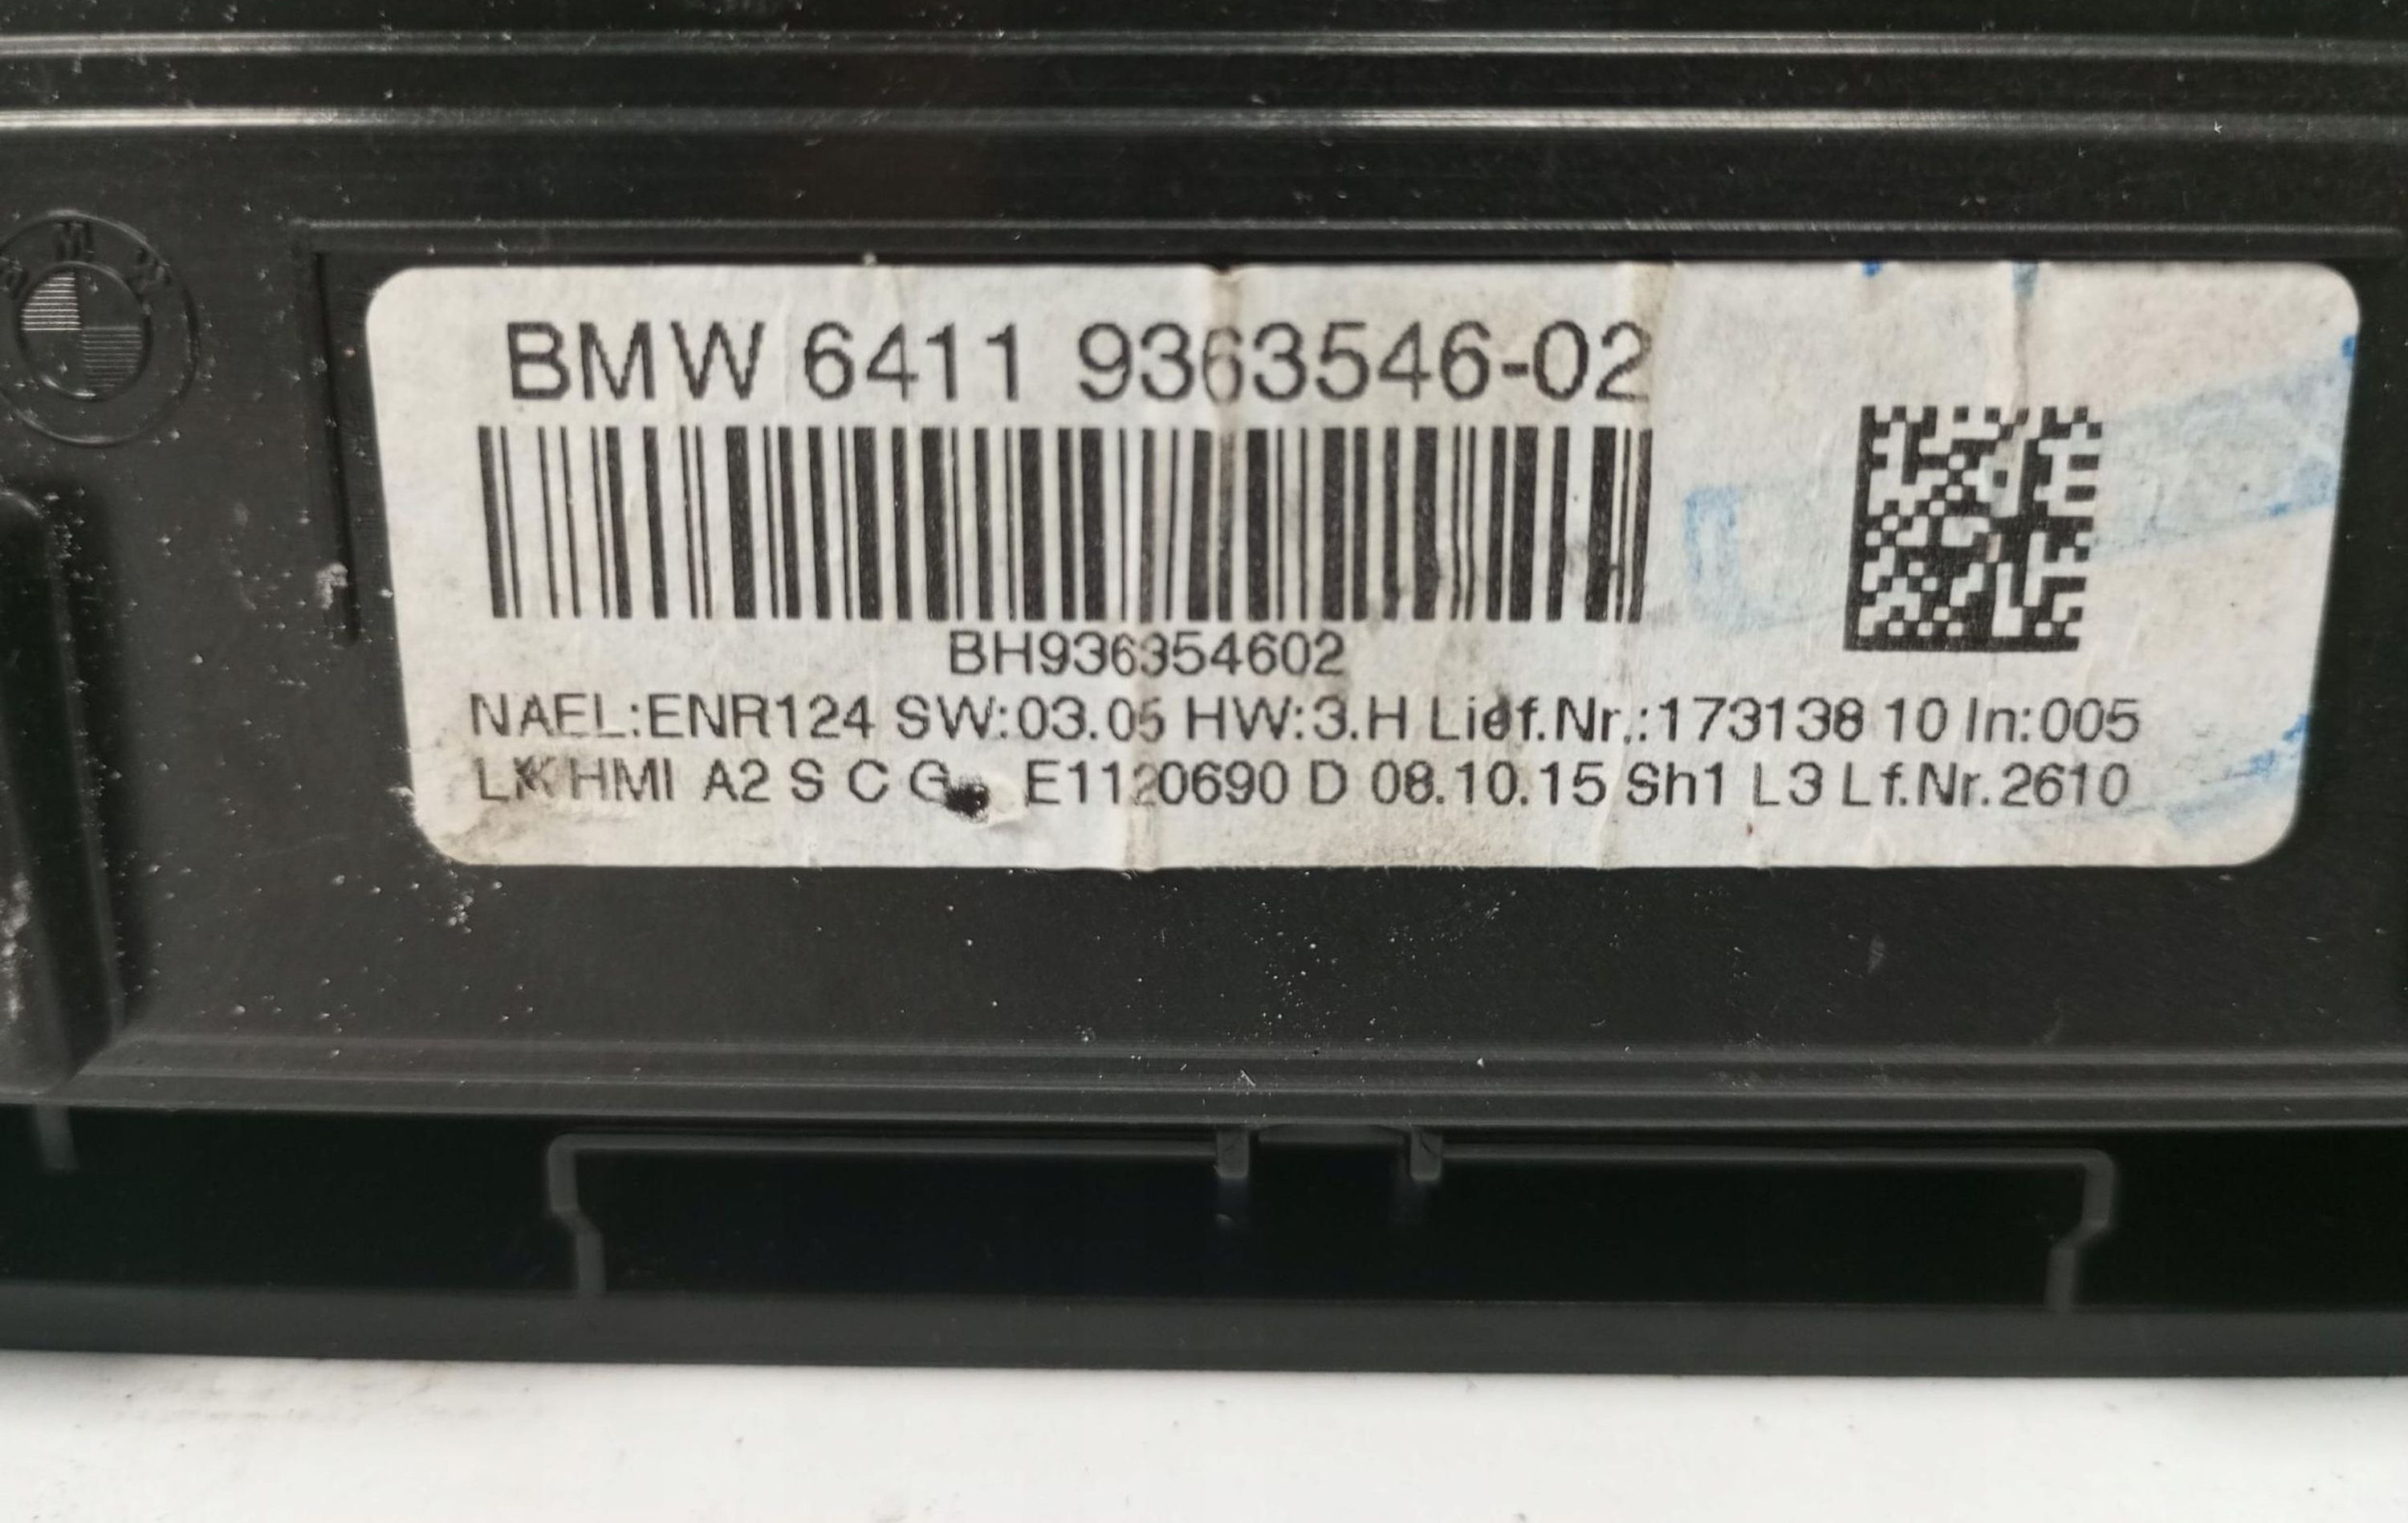 BMW
BMW 6411 9363546-02
BH936354602
NAEL:ENR124 SW:03.05 HW:3.H Lief.Nr.:173138 10 In:005
HMI A2 S C G E1120690 D 08.10.15 Sh1 L3 Lf.Nr.2610